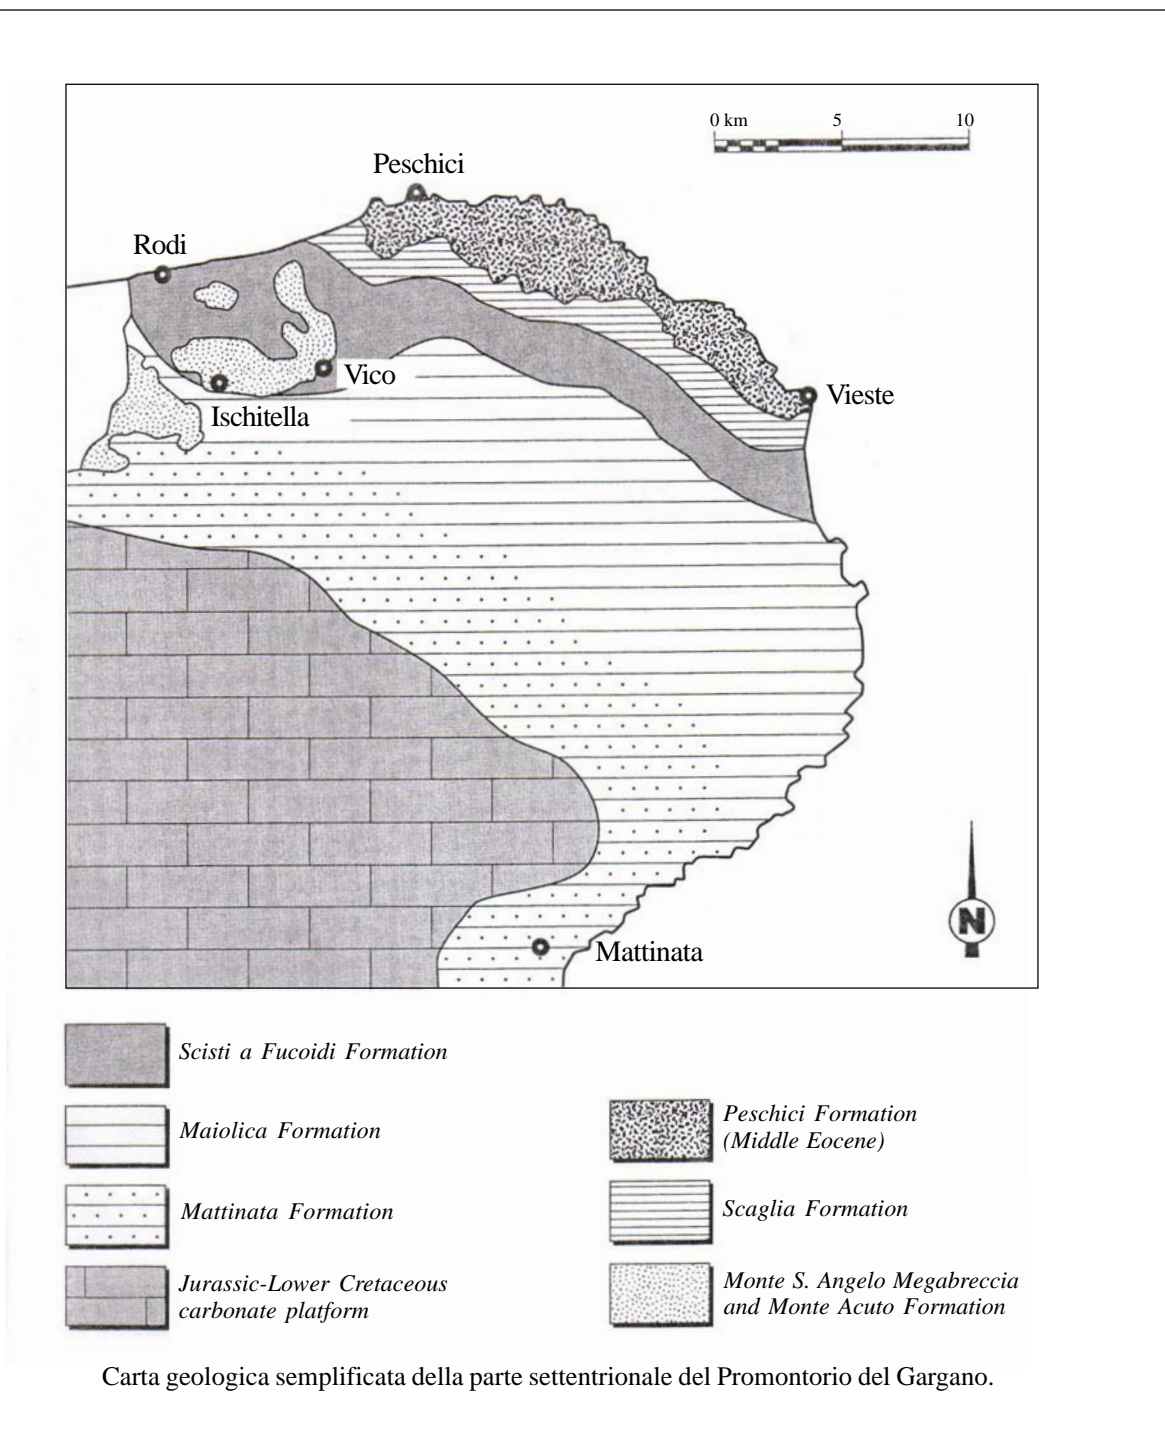 0 km 5 10
Peschici
Rodi
Vico
Vieste
Ischitella
N
Mattinata
Scisti a Fucoidi Formation
Maiolica Formation
Mattinata Formation
Jurassic-Lower Cretaceous
carbonate platform
Peschici Formation
(Middle Eocene)
Scaglia Formation
Monte S. Angelo Megabreccia
and Monte Acuto Formation
Carta geologica semplificata della parte settentrionale del Promontorio del Gargano.